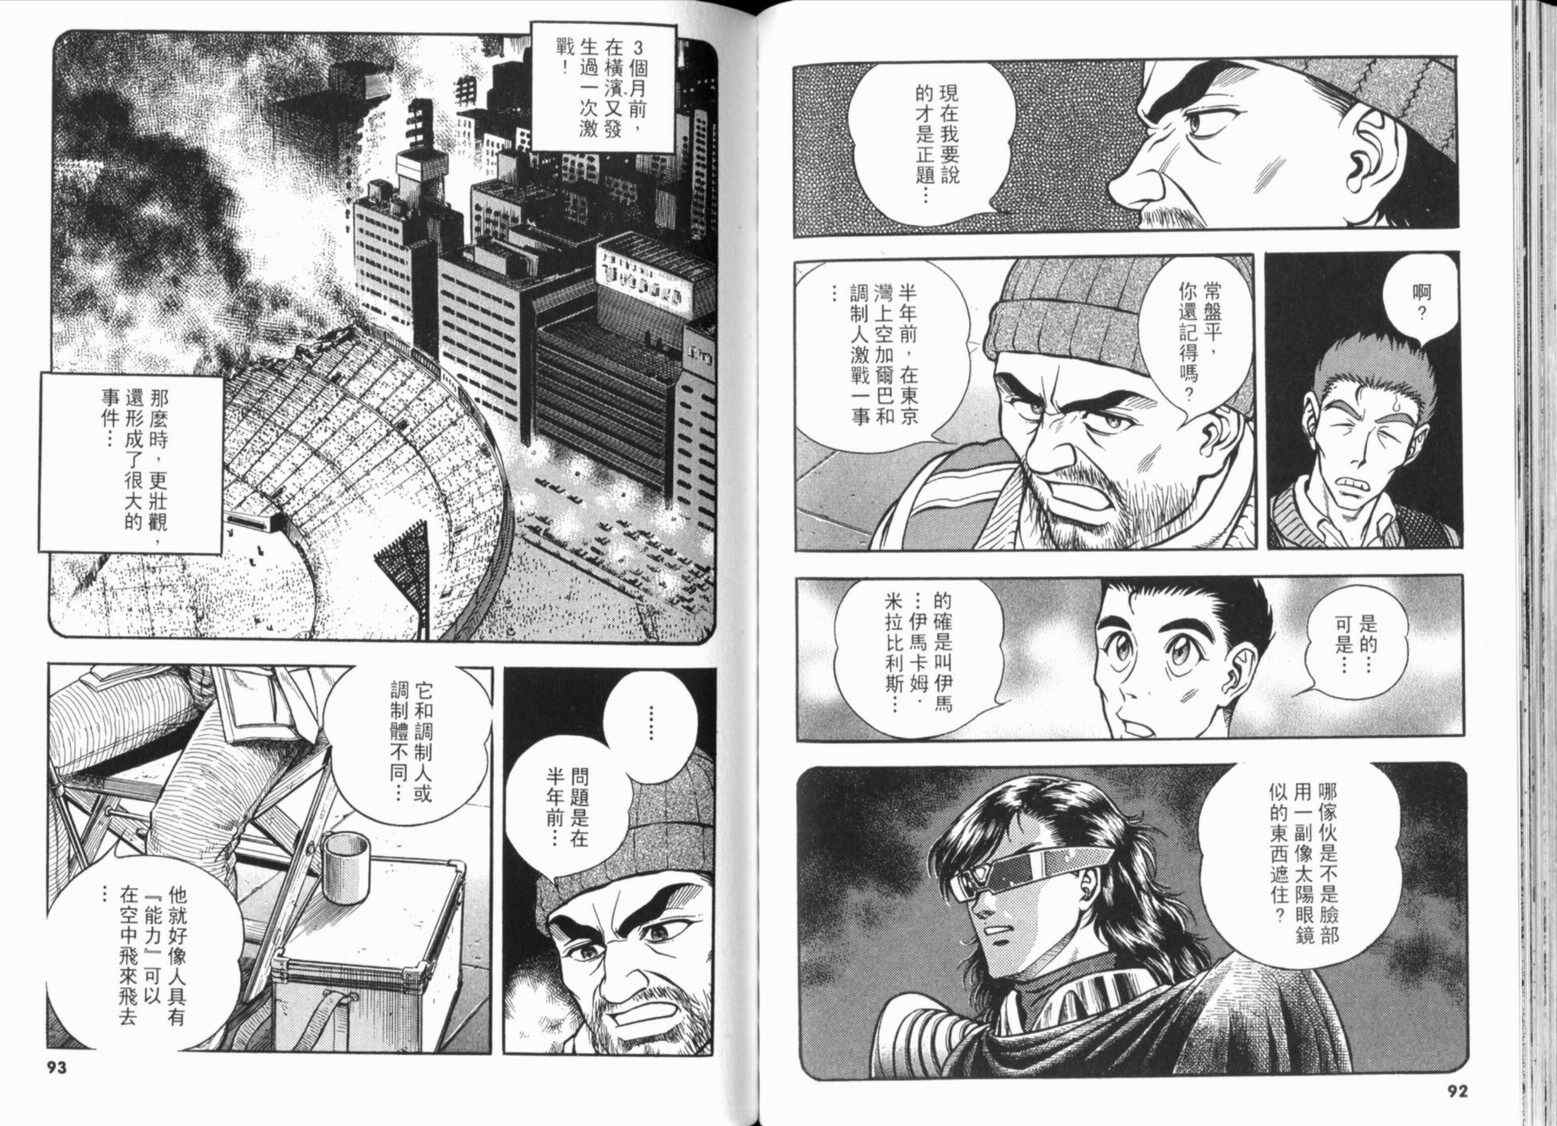 現在我要說
的才是正題…
啊?
常盤平,
你還記得嗎?
半年前,在東京
灣上空加爾巴和
調制人激戰一事
…
是的…
可是…
的確是叫伊馬
…伊馬卡姆.
米拉比利斯…
哪傢伙是不是臉部
用一副像太陽眼鏡
似的東西遮住?
92
3個月前,
在橫濱又發
生過一次激
戰!
那麼時,更壯觀,
還形成了很大的
事件…
……
問題是在
半年前…
它和調制人或
調制體不同…
他就好像人具有
『能力』可以
在空中飛來飛去
…
93